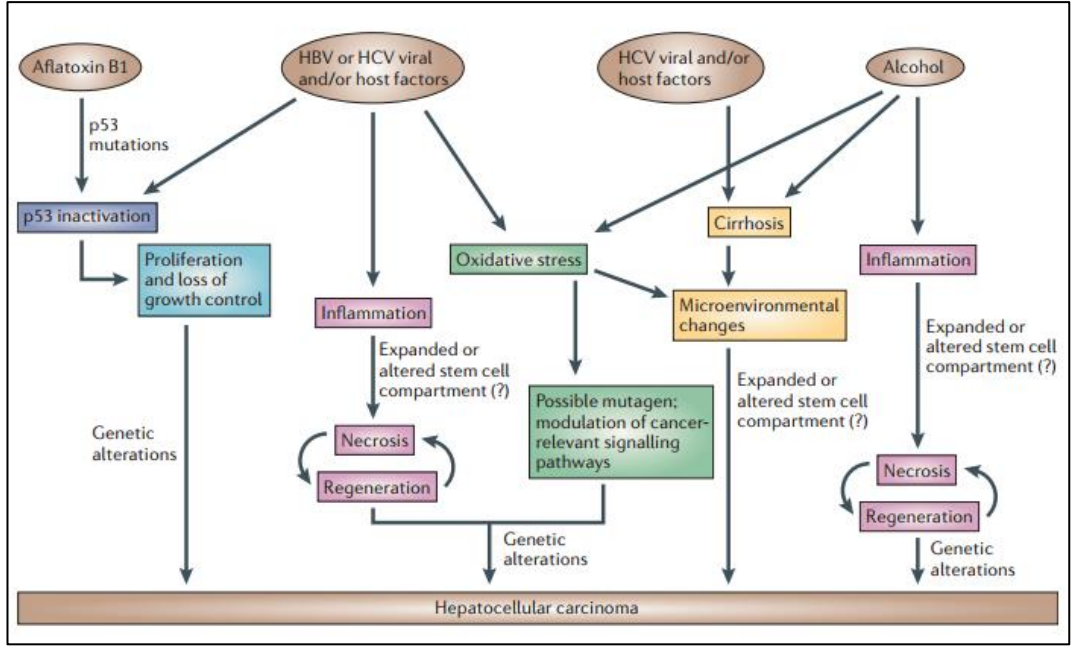 Aflatoxin B1
HBV or HCV viral
and/or host factors
HCV viral and/or
host factors
Alcohol
p53
mutations
p53 inactivation
Proliferation
and loss of
growth control
Genetic
alterations
Inflammation
Expanded or
altered stem cell
compartment (?)
Necrosis
Regeneration
Oxidative stress
Possible mutagen;
modulation of cancer-
relevant signalling
pathways
Genetic
alterations
Cirrhosis
Microenvironmental
changes
Expanded or
altered stem cell
compartment (?)
Inflammation
Expanded or
altered stem cell
compartment (?)
Necrosis
Regeneration
Genetic
alterations
Hepatocellular carcinoma